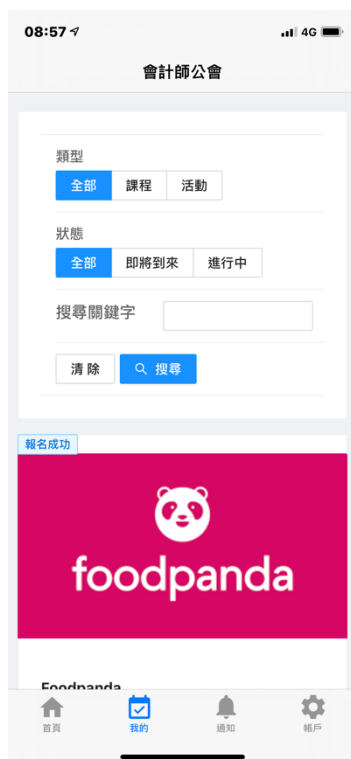 08:57 4G
會計師公會
類型
全部 課程 活動
狀態
全部 即將到來 進行中
搜尋關鍵字
清除 搜尋
報名成功
foodpanda
Foodpanda
首頁 我的 通知 帳戶